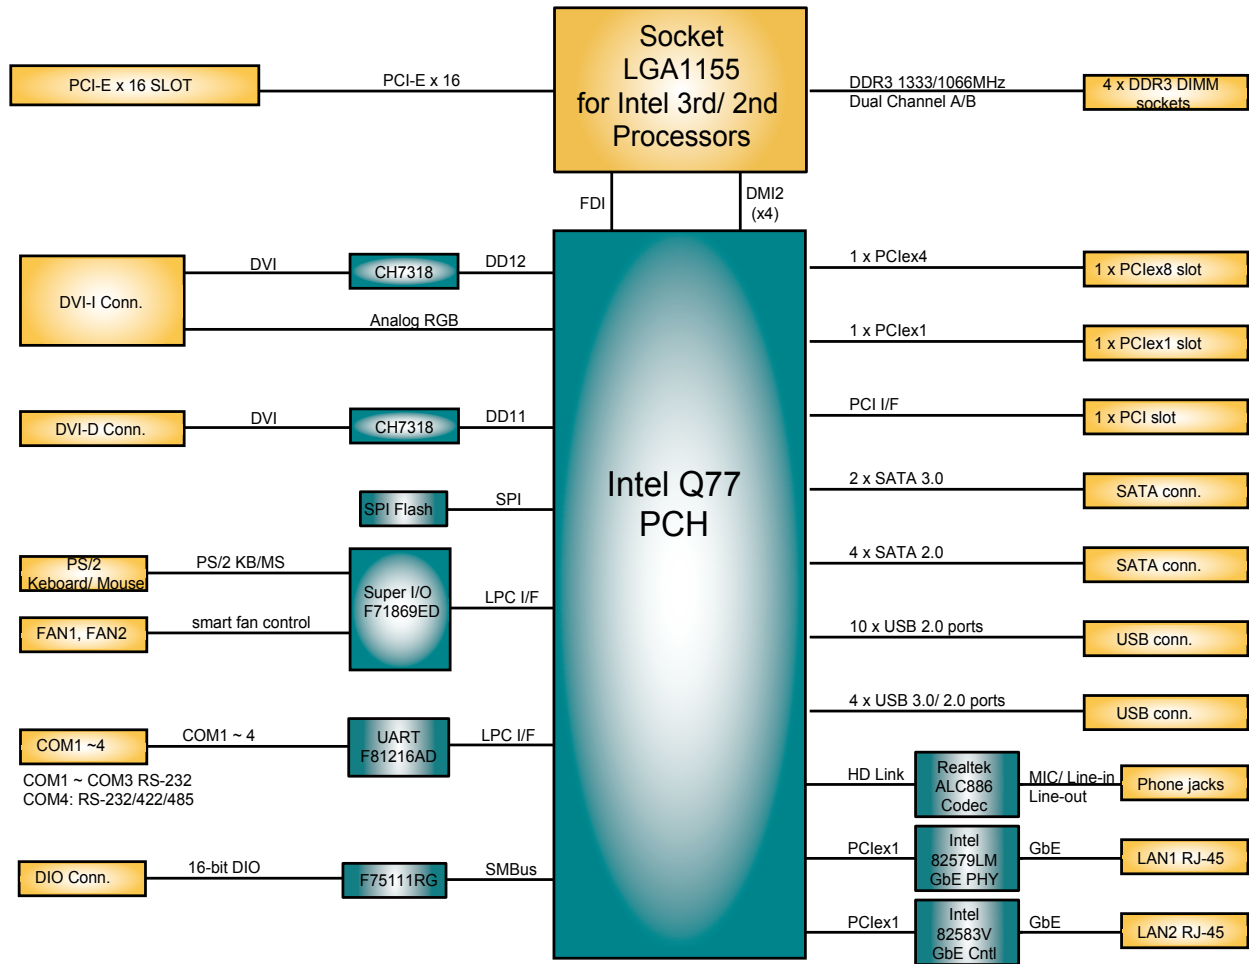 Socket
LGA1155
for Intel 3rd/ 2nd
Processors
PCI-E x 16 SLOT
PCI-E x 16
DDR3 1333/1066MHz
Dual Channel A/B
4 x DDR3 DIMM
sockets
FDI
DMI2
(x4)
DVI-I Conn.
DVI
CH7318
DD12
Analog RGB
DVI-D Conn.
DVI
CH7318
DD11
SPI Flash
SPI
PS/2
Keboard/ Mouse
PS/2 KB/MS
Super I/O
F71869ED
LPC I/F
FAN1, FAN2
smart fan control
COM1 ~4
COM1 ~ 4
UART
F81216AD
LPC I/F
COM1 ~ COM3 RS-232
COM4: RS-232/422/485
DIO Conn.
16-bit DIO
F75111RG
SMBus
Intel Q77
PCH
1 x PCIex4
1 x PCIex8 slot
1 x PCIex1
1 x PCIex1 slot
PCI I/F
1 x PCI slot
2 x SATA 3.0
SATA conn.
4 x SATA 2.0
SATA conn.
10 x USB 2.0 ports
USB conn.
4 x USB 3.0/ 2.0 ports
USB conn.
HD Link
Realtek
ALC886
Codec
MIC/ Line-in
Line-out
Phone jacks
PCIex1
Intel
82579LM
GbE PHY
GbE
LAN1 RJ-45
PCIex1
Intel
82583V
GbE Cntl
GbE
LAN2 RJ-45